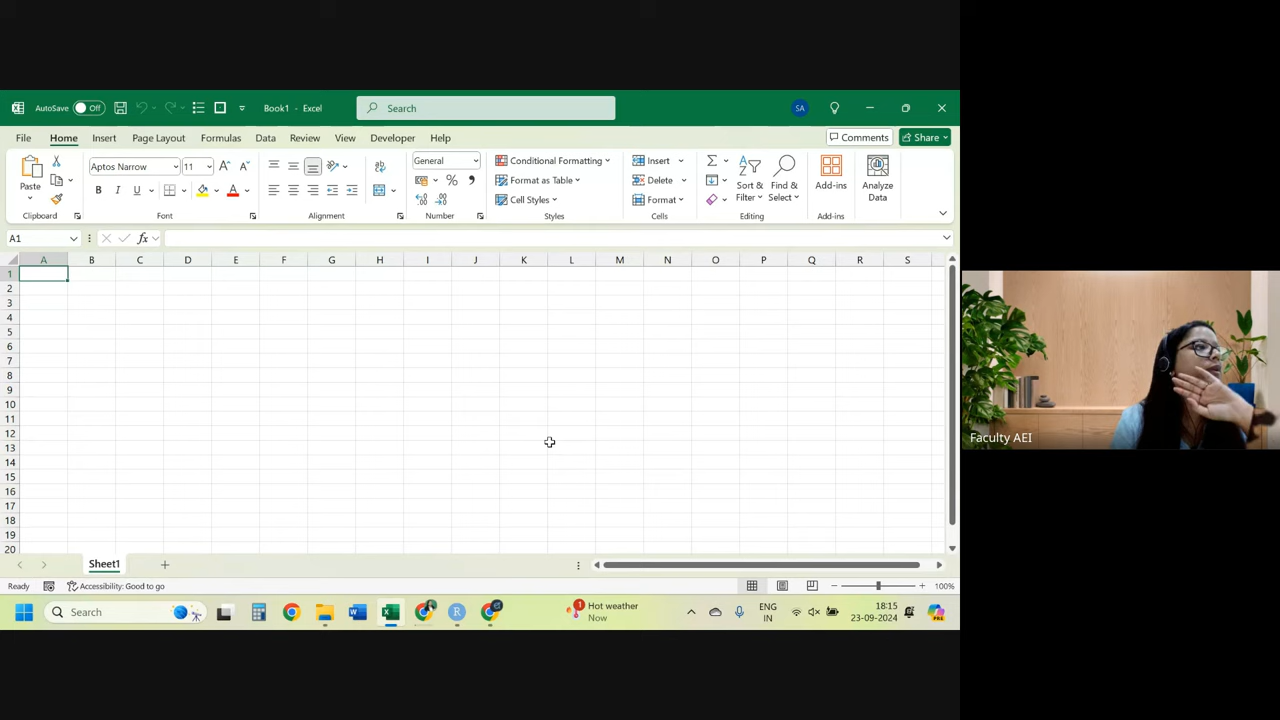 AutoSave Off Book1 - Excel Search SA
File Home Insert Page Layout Formulas Data Review View Developer Help Comments Share
Aptos Narrow 11 General Conditional Formatting Insert
Paste B I U Format as Table Delete Sort & Filter Find & Select Add-ins Analyze Data
Cell Styles Format
Clipboard Font Alignment Number Styles Cells Editing Add-ins
A1 fx
A B C D E F G H I J K L M N O P Q R S
1
2
3
4
5
6
7
8
9
10
11
12
13
14
15
16
17
18
19
20
Sheet1
Ready Accessibility: Good to go 100%
Search 1 Hot weather ENG 18:15
Now IN 23-09-2024
Faculty AEI